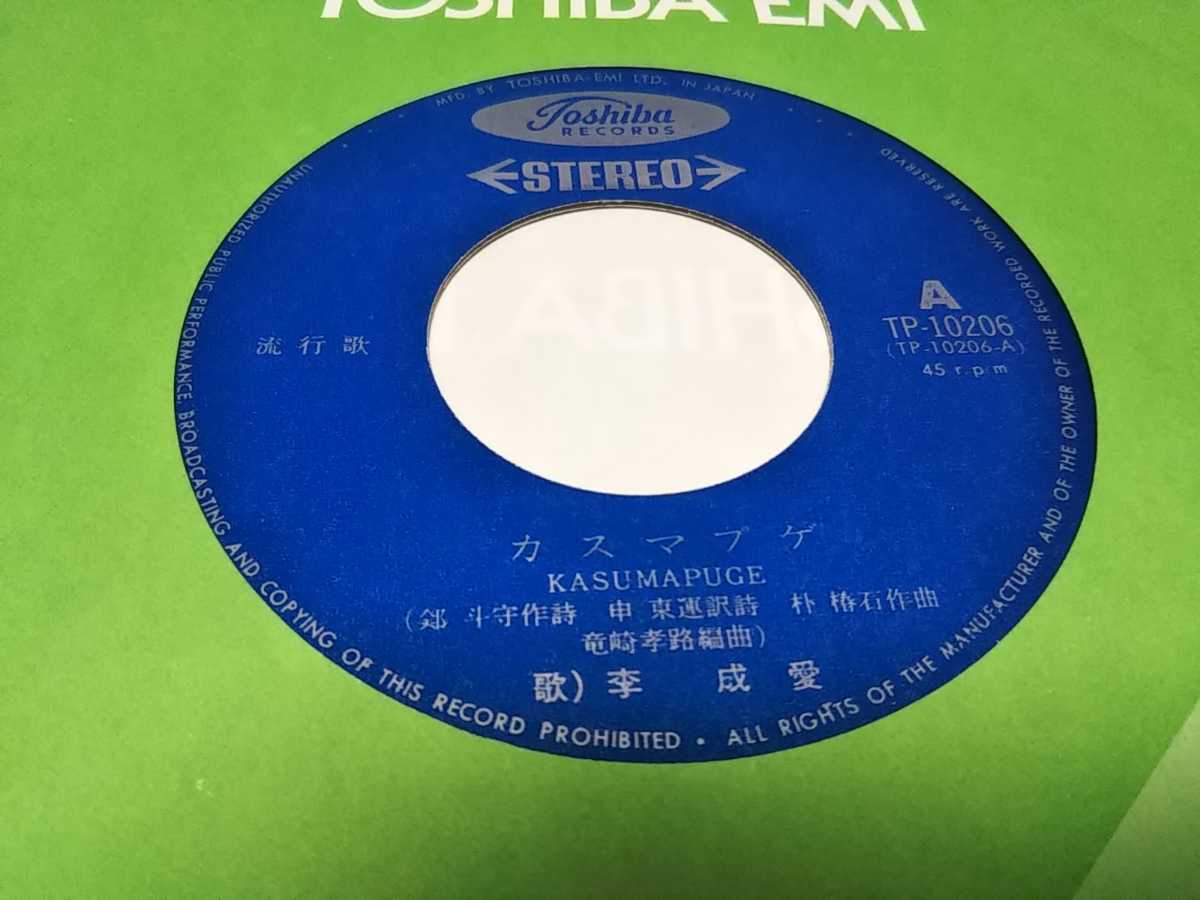 TOSHIBA EMI
MFD. BY TOSHIBA-EMI LTD. IN JAPAN
Toshiba
RECORDS
STEREO
A
TP-10206
(TP-10206-A)
45 r.p.m
流行歌
カスマプゲ
KASUMAPUGE
(鄭 斗守作詩 申 東運訳詩 朴 椿石作曲
竜崎孝路編曲)
歌) 李 成愛
UNAUTHORIZED PUBLIC PERFORMANCE, BROADCASTING AND COPYING OF THIS RECORD PROHIBITED • ALL RIGHTS OF THE MANUFACTURER AND OF THE OWNER OF THE RECORDED WORK ARE RESERVED